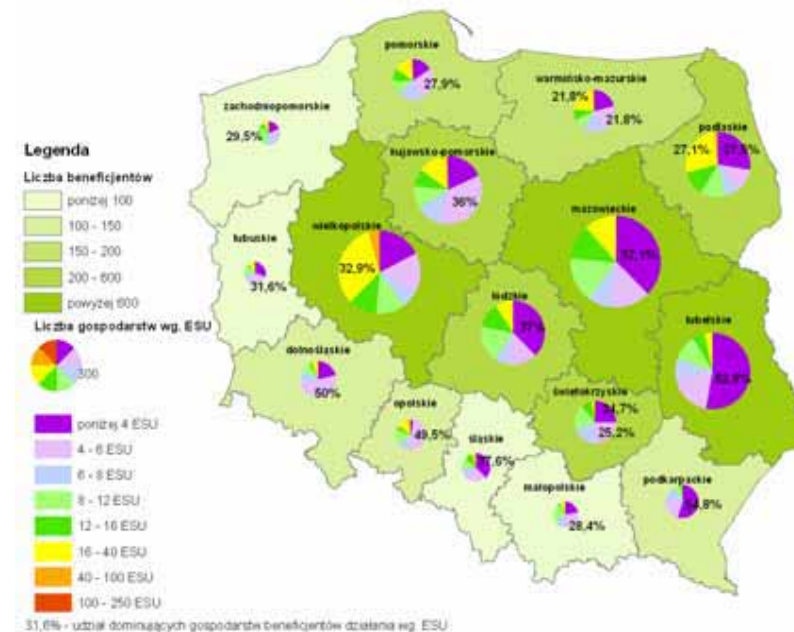 pomorskie
27,9%
warmińsko-mazurskie
21,8%
21,8%
zachodniopomorskie
29,5%
podlaskie
27,1%
kujawsko-pomorskie
36%
mazowieckie
wielkopolskie
32,9%
lubuskie
31,6%
łódzkie
37%
lubelskie
dolnośląskie
50%
opolskie
49,5%
świętokrzyskie
25,2%
śląskie
małopolskie
28,4%
podkarpackie
Legenda
Liczba beneficjentów
poniżej 100
100 - 150
150 - 200
200 - 600
powyżej 600
Liczba gospodarstw wg. ESU
300
poniżej 4 ESU
4 - 6 ESU
6 - 8 ESU
8 - 12 ESU
12 - 16 ESU
16 - 40 ESU
40 - 100 ESU
100 - 250 ESU
31,6% - udział dominujących gospodarstw beneficjentów działania wg. ESU